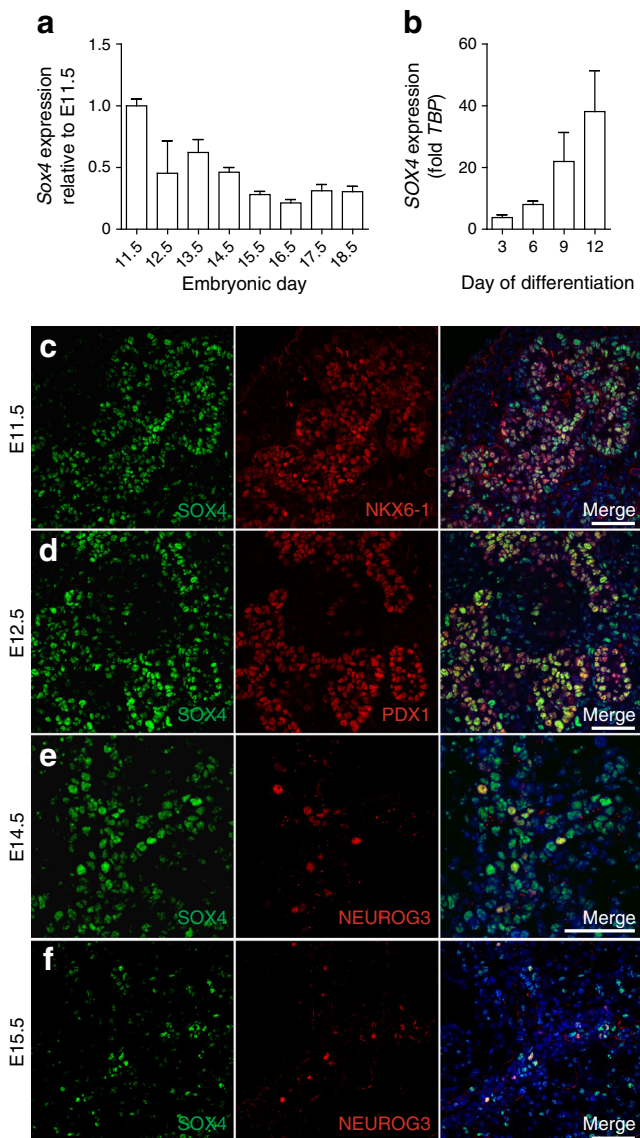 a
Sox4 expression
relative to E11.5
1.5
1.0
0.5
0
11.5 12.5 13.5 14.5 15.5 16.5 17.5 18.5
Embryonic day
b
SOX4 expression
(fold TBP)
60
40
20
0
3 6 9 12
Day of differentiation
c
E11.5
SOX4
NKX6-1
Merge
d
E12.5
SOX4
PDX1
Merge
e
E14.5
SOX4
NEUROG3
Merge
f
E15.5
SOX4
NEUROG3
Merge